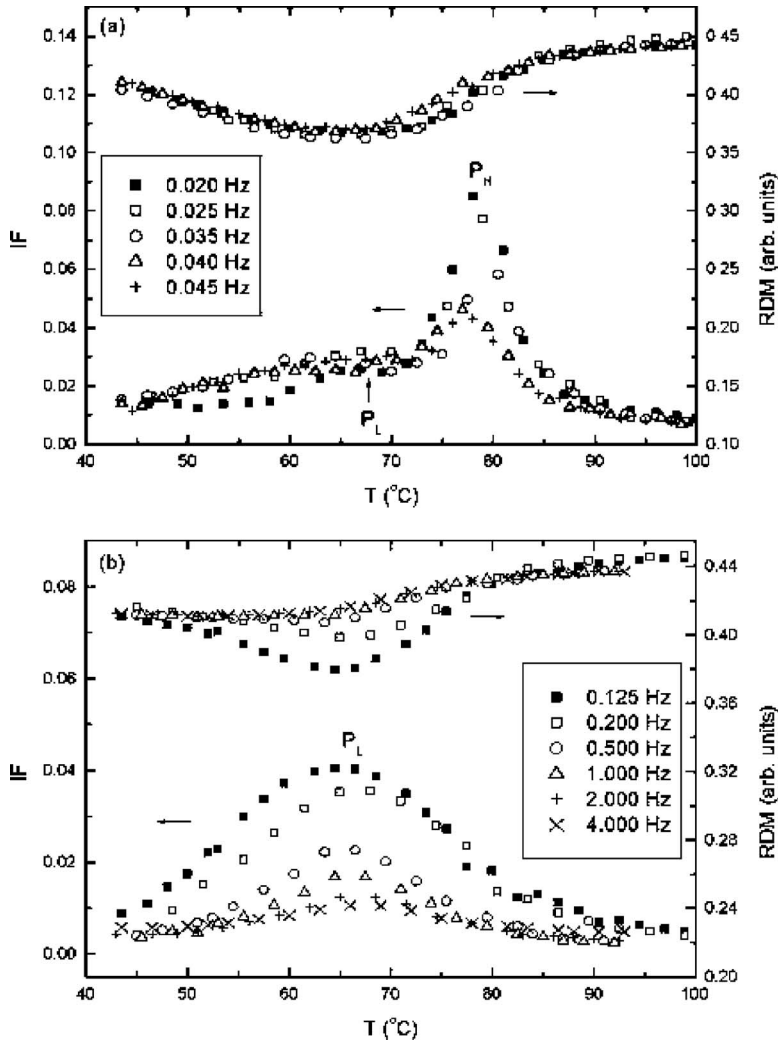 (a)
0.14
0.12
0.10
0.08
0.06
0.04
0.02
0.00
IF
0.45
0.40
0.35
0.30
0.25
0.20
0.15
0.10
RDM (arb. units)
0.020 Hz
0.025 Hz
0.035 Hz
0.040 Hz
0.045 Hz
P_H
P_L
40 50 60 70 80 90 100
T (°C)
(b)
0.08
0.06
0.04
0.02
0.00
IF
0.44
0.40
0.36
0.32
0.28
0.24
0.20
RDM (arb. units)
P_L
0.125 Hz
0.200 Hz
0.500 Hz
1.000 Hz
2.000 Hz
4.000 Hz
40 50 60 70 80 90 100
T (°C)